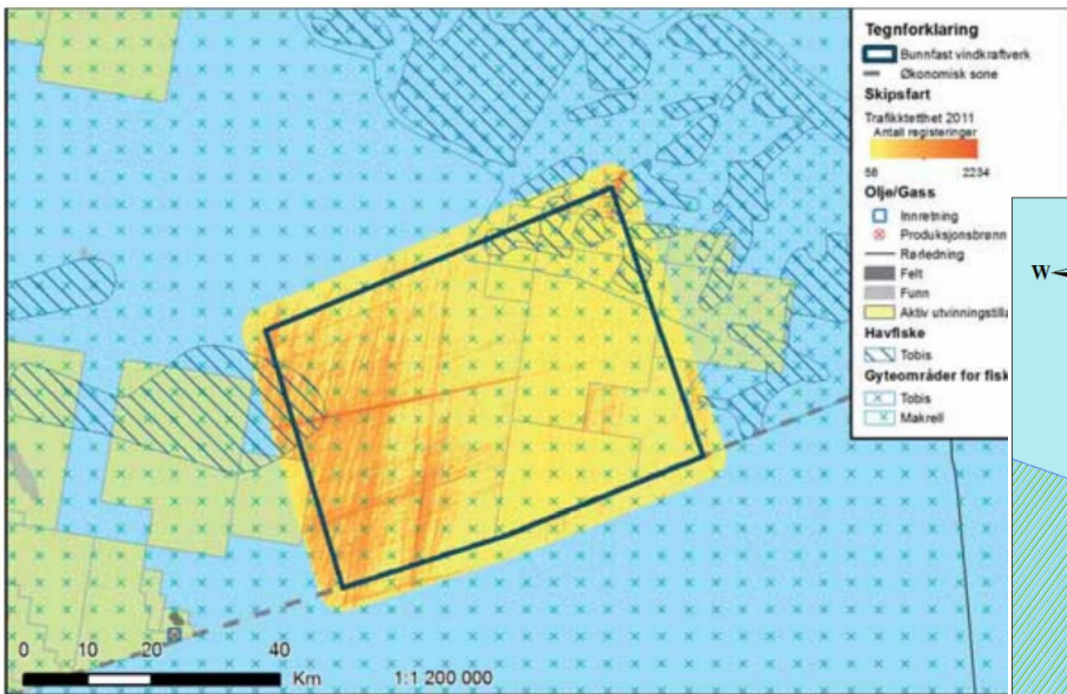 Tegnforklaring
Bunnfast vindkraftverk
Økonomisk sone
Skipsfart
Trafikktetthet 2011
Antall registeringer
58 2234
Olje/Gass
Innretning
Produksjonsbrønn
Rørledning
Felt
Funn
Aktiv utvinningstilla
Havfiske
Tobis
Gyteområder for fisk
Tobis
Makrell
W
0 10 20 40
Km 1:1 200 000